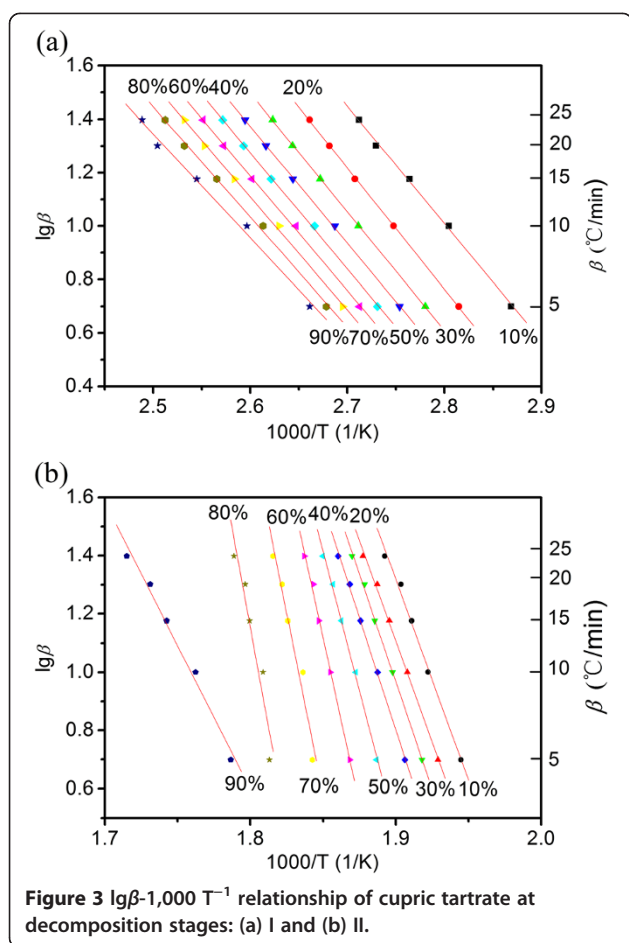 (a)
80% 60% 40% 20%
1.6
1.4
1.2
1.0
0.8
0.6
0.4
lgβ
25
20
15
10
5
β (℃/min)
90% 70% 50% 30% 10%
2.5 2.6 2.7 2.8 2.9
1000/T (1/K)
(b)
80% 60% 40% 20%
1.6
1.4
1.2
1.0
0.8
0.6
lgβ
25
20
15
10
5
β (℃/min)
90% 70% 50% 30% 10%
1.7 1.8 1.9 2.0
1000/T (1/K)
Figure 3 lgβ-1,000 T⁻¹ relationship of cupric tartrate at
decomposition stages: (a) I and (b) II.